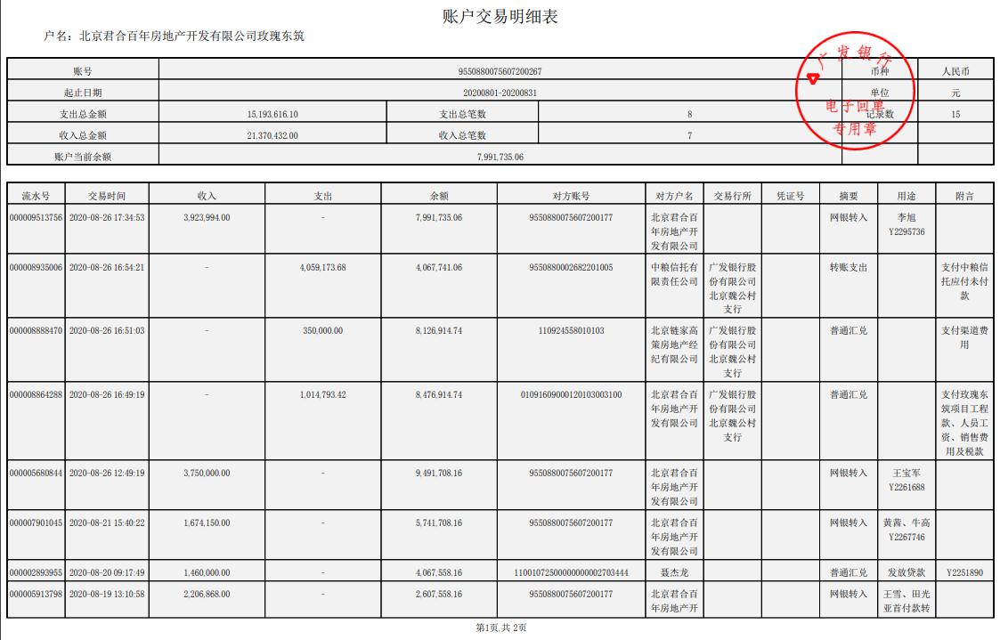 账户交易明细表
户名：北京君合百年房地产开发有限公司玫瑰东筑
账号 9550880075607200267 币种 人民币
起止日期 20200801-20200831 单位 元
支出总金额 15,193,616.10 支出总笔数 8 记录数 15
收入总金额 21,370,432.00 收入总笔数 7
账户当前余额 7,991,735.06
广发银行
电子回单
专用章
流水号 交易时间 收入 支出 余额 对方账号 对方户名 交易行所 凭证号 摘要 用途 附言
000009513756 2020-08-26 17:34:53 3,923,994.00 - 7,991,735.06 9550880075607200177 北京君合百 网银转入 李旭
年房地产开 Y2295736
发有限公司
000008935006 2020-08-26 16:54:21 - 4,059,173.68 4,067,741.06 9550880002682201005 中粮信托有 广发银行股 转账支出 支付中粮信
限责任公司 份有限公司 托应付未付
北京魏公村 款
支行
000008888470 2020-08-26 16:51:03 - 350,000.00 8,126,914.74 110924558010103 北京链家高 广发银行股 普通汇兑 支付渠道费
策房地产经 份有限公司 用
纪有限公司 北京魏公村
支行
000008864288 2020-08-26 16:49:19 - 1,014,793.42 8,476,914.74 01091609000120103003100 北京君合百 广发银行股 普通汇兑 支付玫瑰东
年房地产开 份有限公司 筑项目工程
发有限公司 北京魏公村 款、人员工
支行 资、销售费
用及税款
000005680844 2020-08-26 12:49:19 3,750,000.00 - 9,491,708.16 9550880075607200177 北京君合百 网银转入 王宝军
年房地产开 Y2261688
发有限公司
000007901045 2020-08-21 15:40:22 1,674,150.00 - 5,741,708.16 9550880075607200177 北京君合百 网银转入 黄茜、牛高
年房地产开 Y2267746
发有限公司
000002893955 2020-08-20 09:17:49 1,460,000.00 - 4,067,558.16 11001072500000000002703444 聂杰龙 普通汇兑 发放贷款 Y2251890
000005913798 2020-08-19 13:10:58 2,206,868.00 - 2,607,558.16 9550880075607200177 北京君合百 网银转入 王雪、田光
年房地产开 亚首付款转
第1页,共 2页